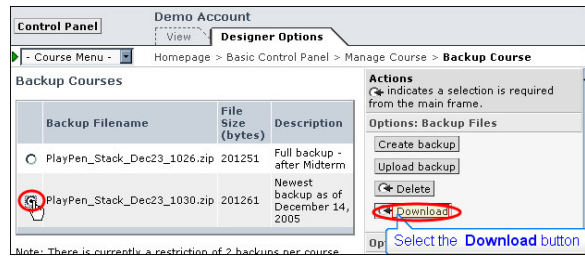 Control Panel
Demo Account
View
Designer Options
- Course Menu -
Homepage > Basic Control Panel > Manage Course > Backup Course
Backup Courses
Backup Filename
File
Size
(bytes)
Description
PlayPen_Stack_Dec23_1026.zip 201251 Full backup -
after Midterm
PlayPen_Stack_Dec23_1030.zip 201261 Newest
backup as of
December 14,
2005
Note: There is currently a restriction of 2 backups per course
Actions
indicates a selection is required
from the main frame.
Options: Backup Files
Create backup
Upload backup
Delete
Download
Select the Download button